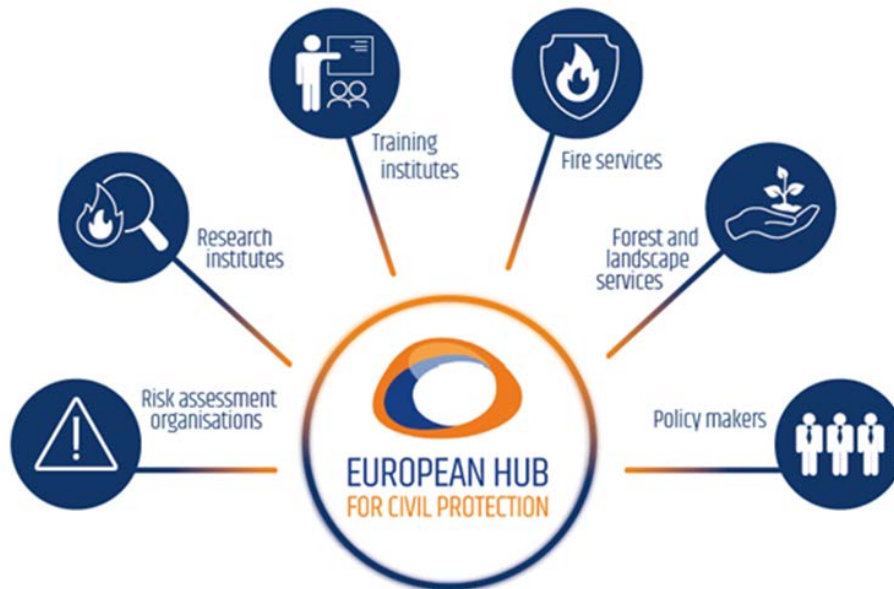 Training
institutes
Fire services
Research
institutes
Forest and
landscape
services
Risk assessment
organisations
Policy makers
EUROPEAN HUB
FOR CIVIL PROTECTION